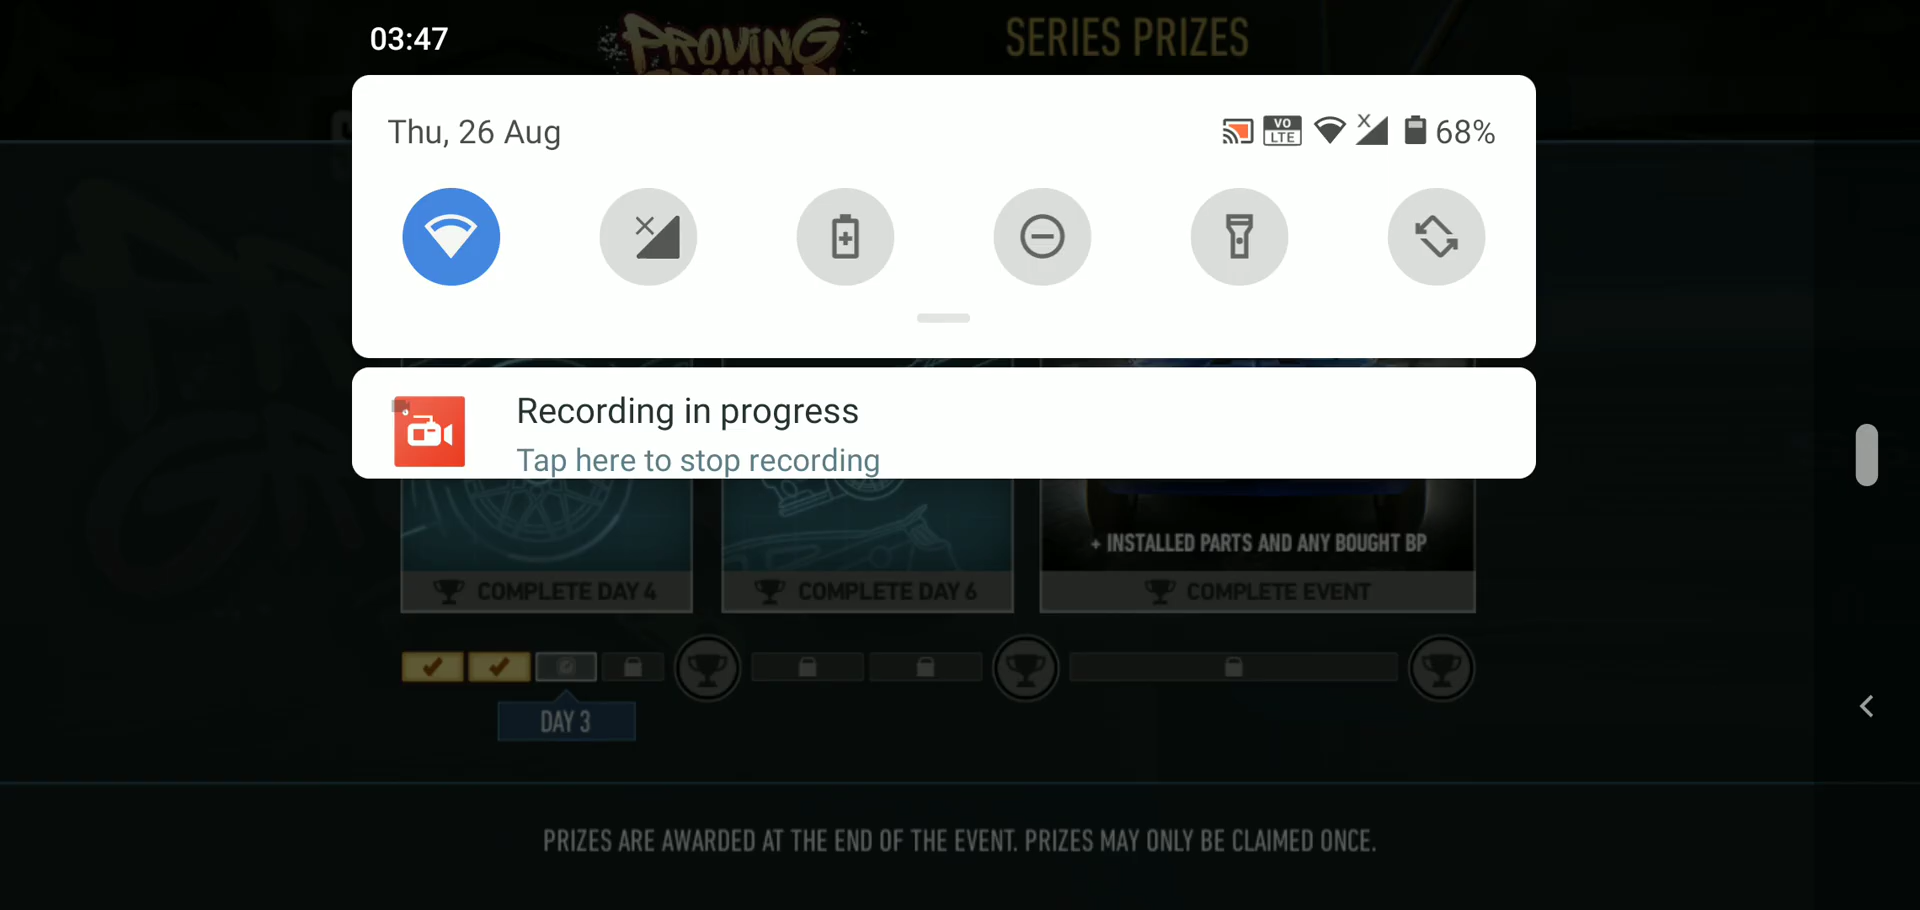 03:47
PROVING
SERIES PRIZES
Thu, 26 Aug
VO
LTE
68%
Recording in progress
Tap here to stop recording
+ INSTALLED PARTS AND ANY BOUGHT BP
COMPLETE DAY 4
COMPLETE DAY 6
COMPLETE EVENT
DAY 3
PRIZES ARE AWARDED AT THE END OF THE EVENT. PRIZES MAY ONLY BE CLAIMED ONCE.